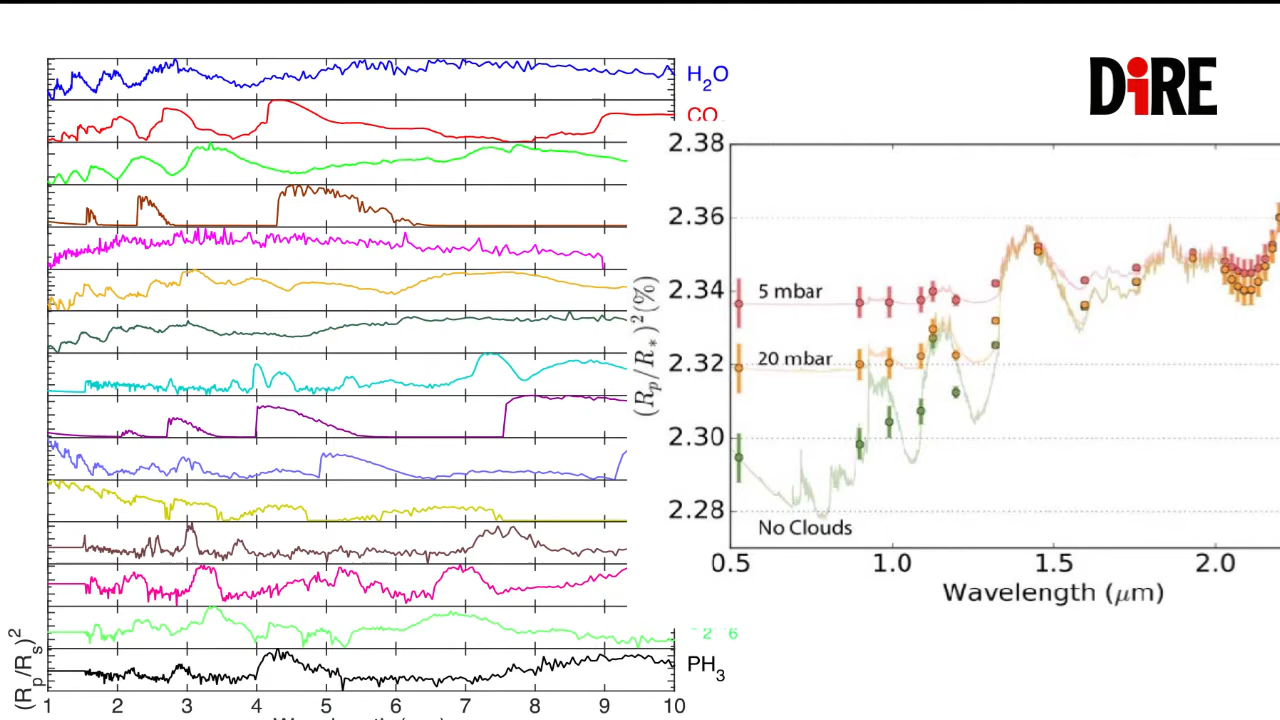 DiRE
H2O
CO
2 6
PH3
(Rp/Rs)2
1 2 3 4 5 6 7 8 9 10
2.38
2.36
2.34
2.32
2.30
2.28
(Rp/R*)2(%)
5 mbar
20 mbar
No Clouds
0.5 1.0 1.5 2.0
Wavelength (μm)